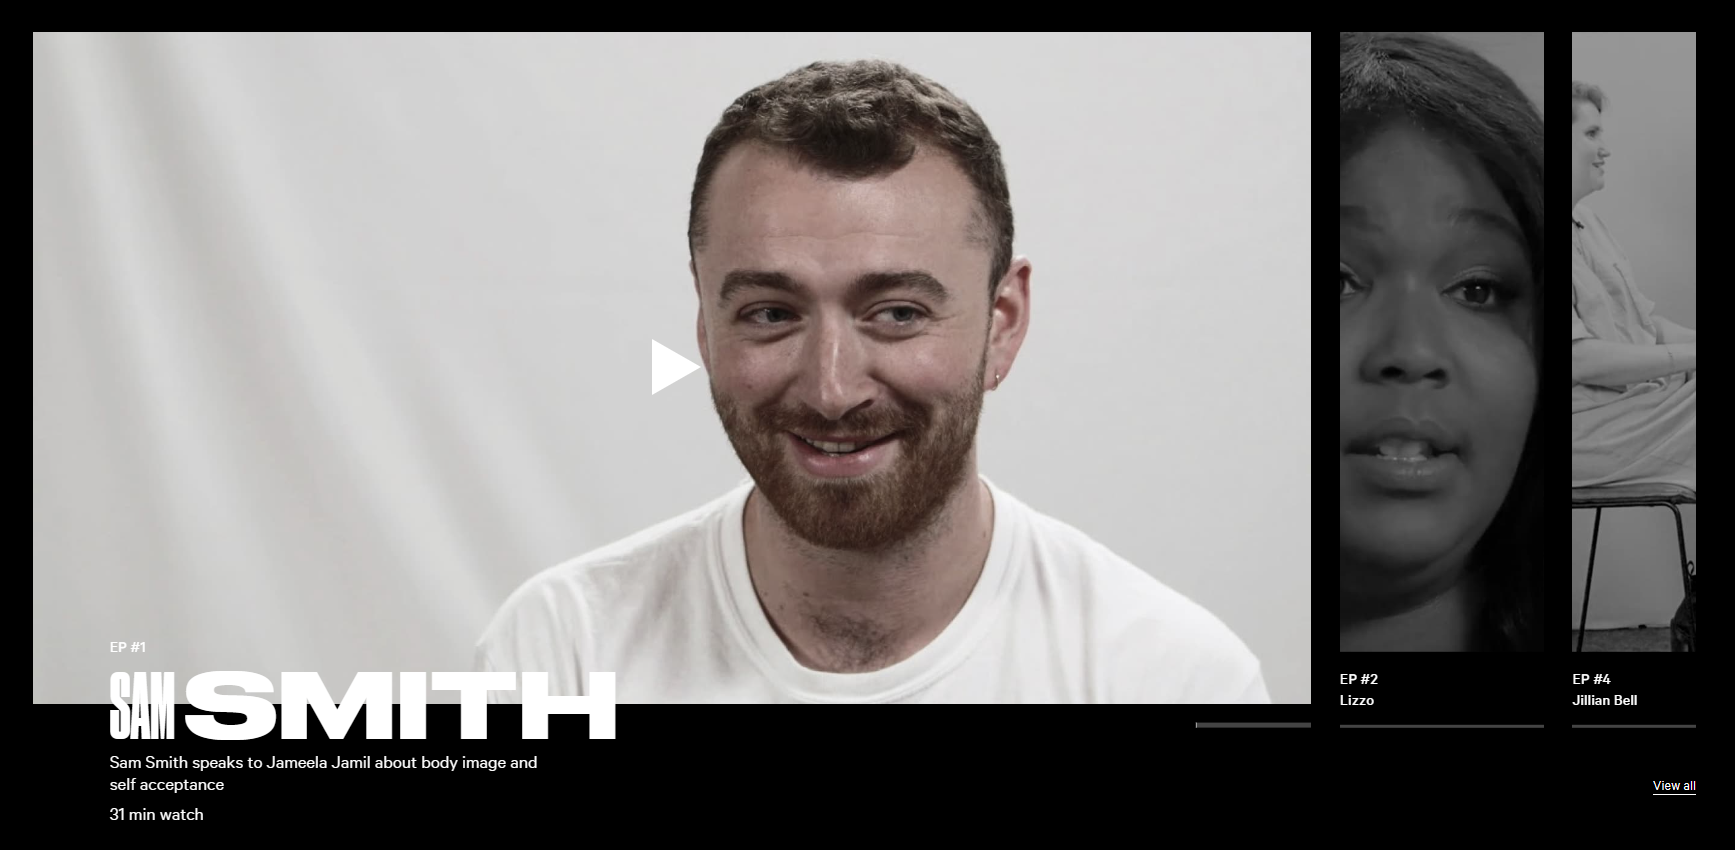 EP #1
SAM SMITH
Sam Smith speaks to Jameela Jamil about body image and
self acceptance
31 min watch
EP #2
Lizzo
EP #4
Jillian Bell
View all